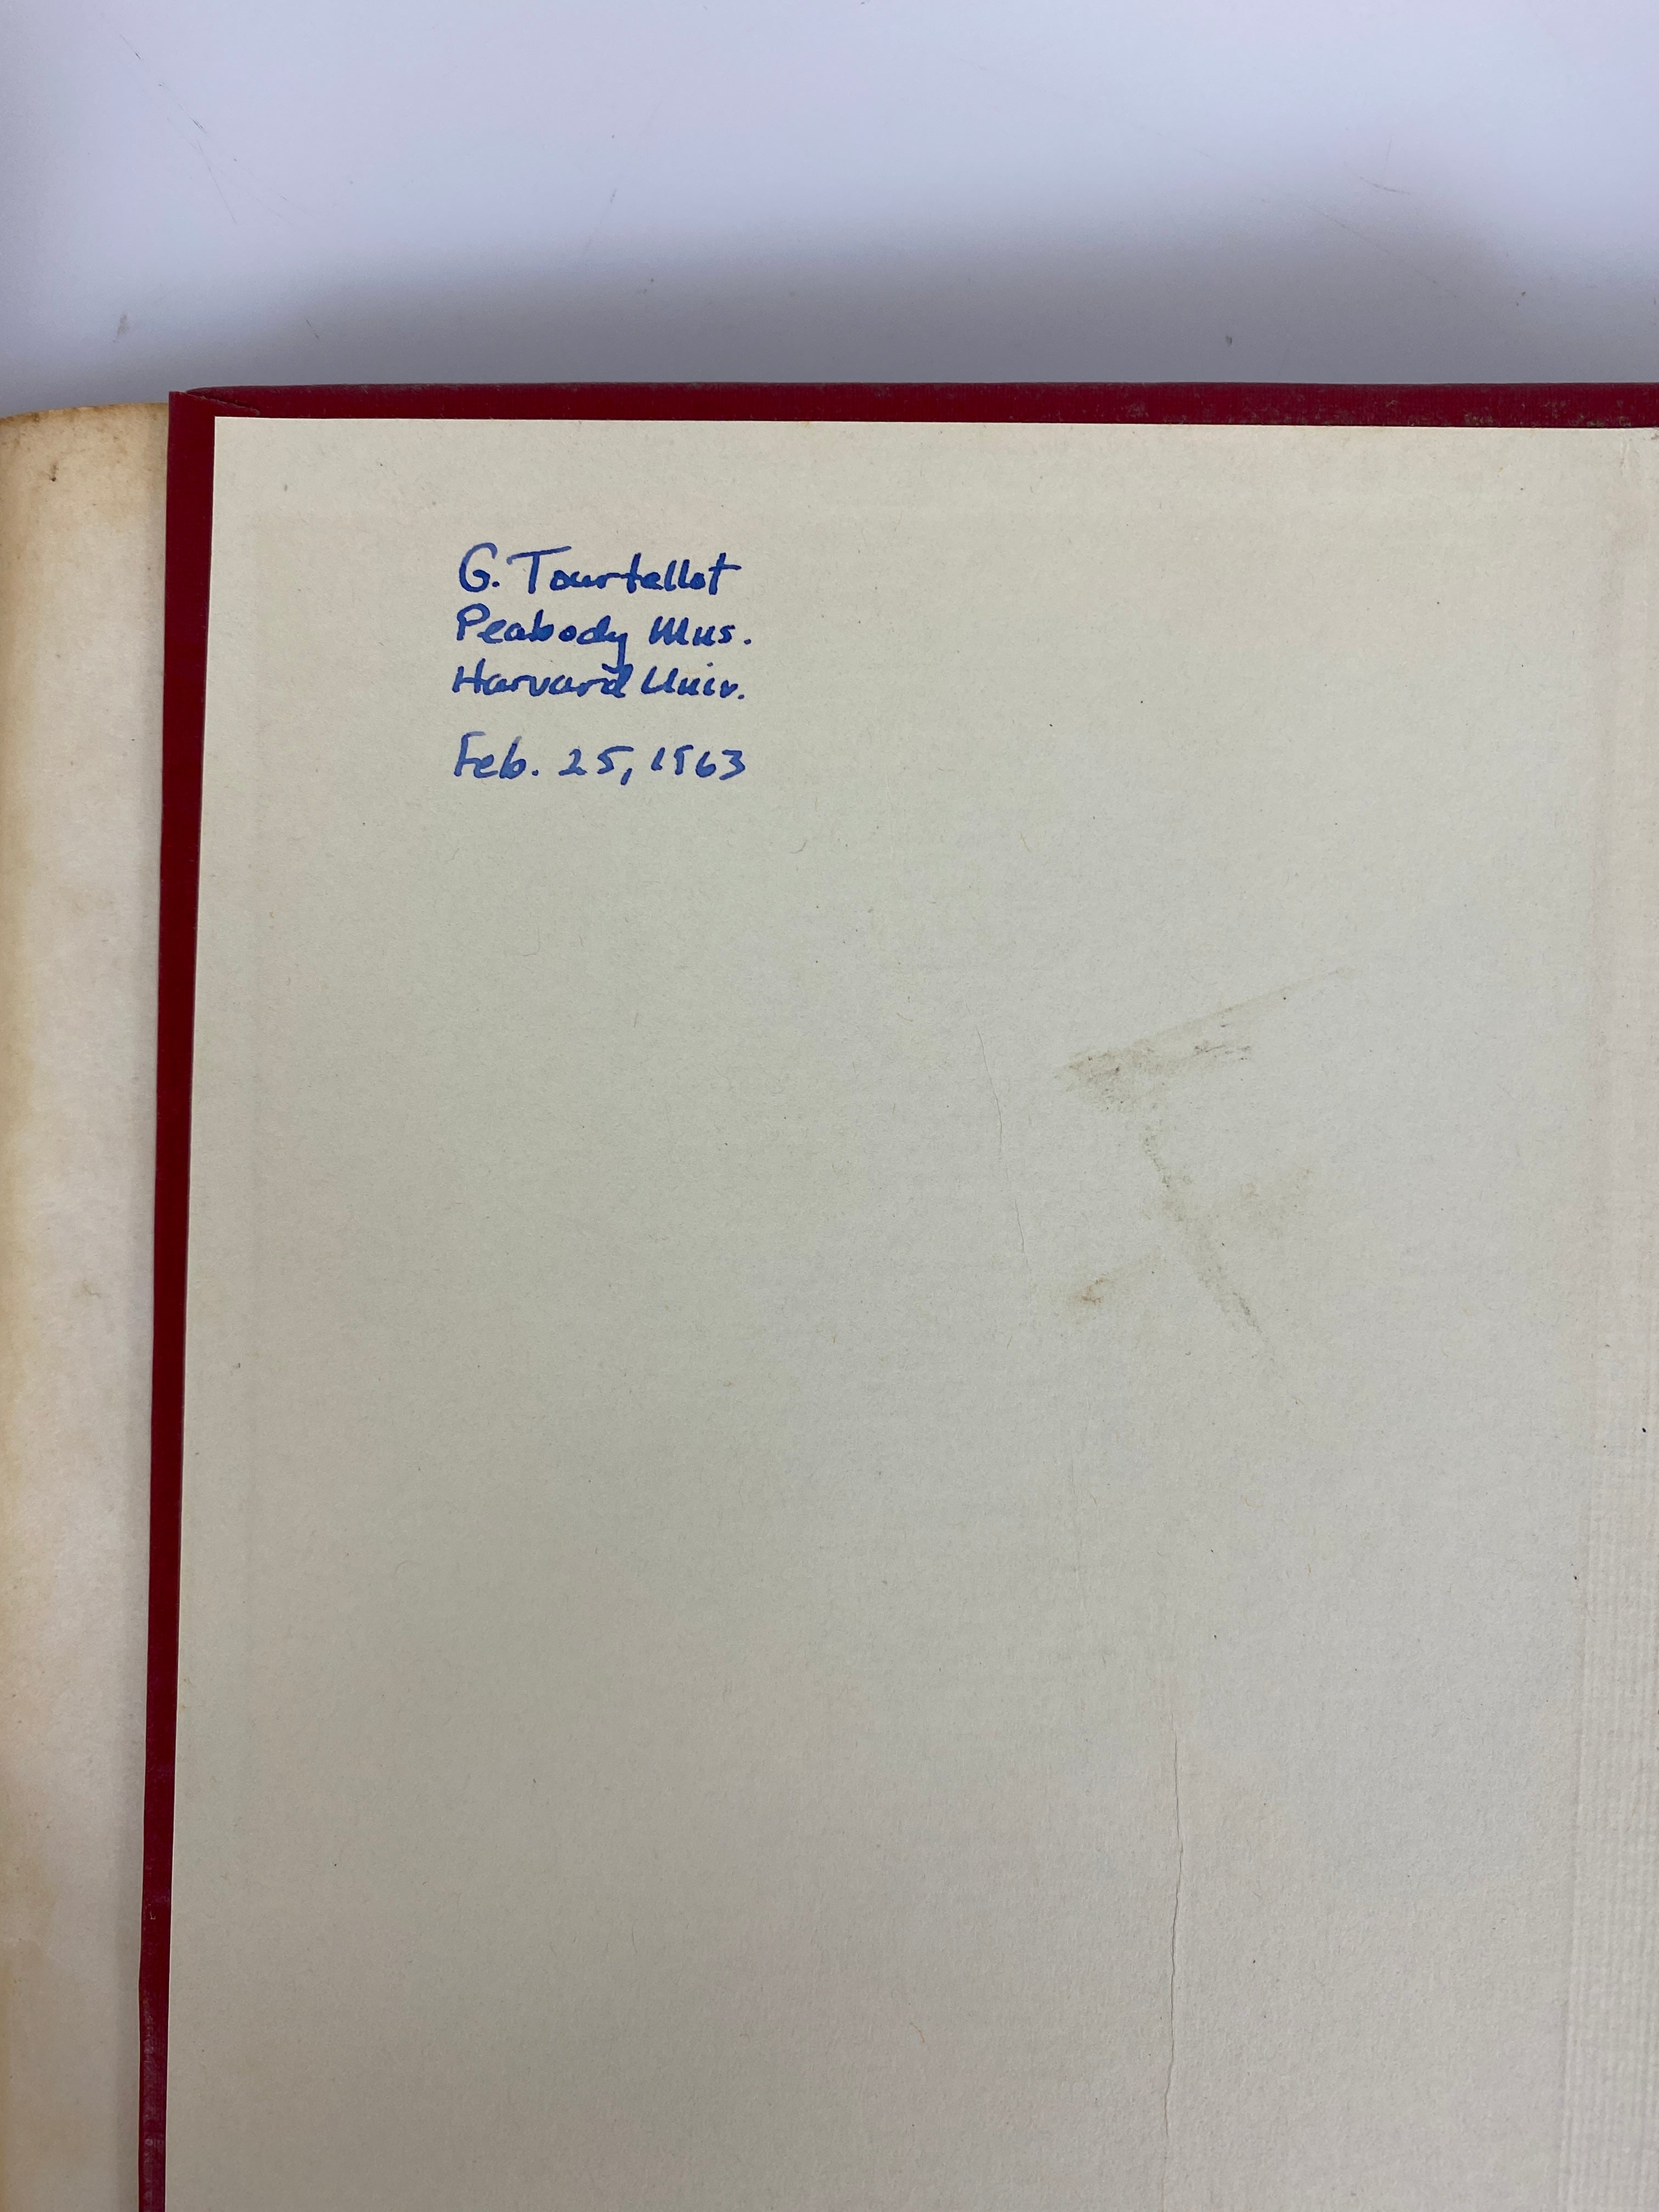 G. Tourtellot
Peabody Mus.
Harvard Univ.
Feb. 25, 1963